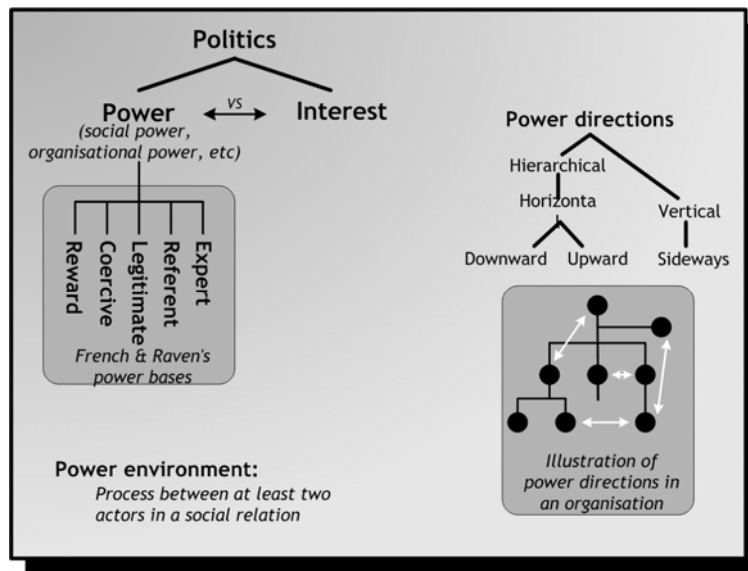 Politics
Power
VS
Interest
(social power,
organisational power, etc)
Reward
Coercive
Legitimate
Referent
Expert
French & Raven's
power bases
Power environment:
Process between at least two
actors in a social relation
Power directions
Hierarchical
Horizonta
l
Vertical
Downward
Upward
Sideways
Illustration of
power directions in
an organisation